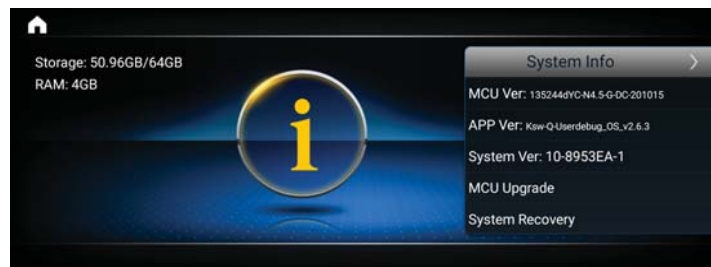 Storage: 50.96GB/64GB
RAM: 4GB
System Info
MCU Ver: 135244dYC-N4.5-G-DC-201015
APP Ver: Ksw-Q-Userdebug_OS_v2.6.3
System Ver: 10-8953EA-1
MCU Upgrade
System Recovery